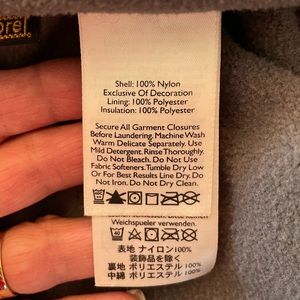 Shell: 100% Nylon
Exclusive Of Decoration
Lining: 100% Polyester
Insulation: 100% Polyester
Secure All Garment Closures
Before Laundering. Machine Wash
Warm Delicate Separately. Use
Mild Detergent. Rinse Thoroughly.
Do Not Bleach. Do Not Use
Fabric Softeners. Tumble Dry Low
Or For Best Results Line Dry. Do
Not Iron. Do Not Dry Clean.
40
Weichspueler verwenden.
40
表地 ナイロン100%
装飾品を除く
裏地 ポリエステル 100%
中綿 ポリエステル 100%